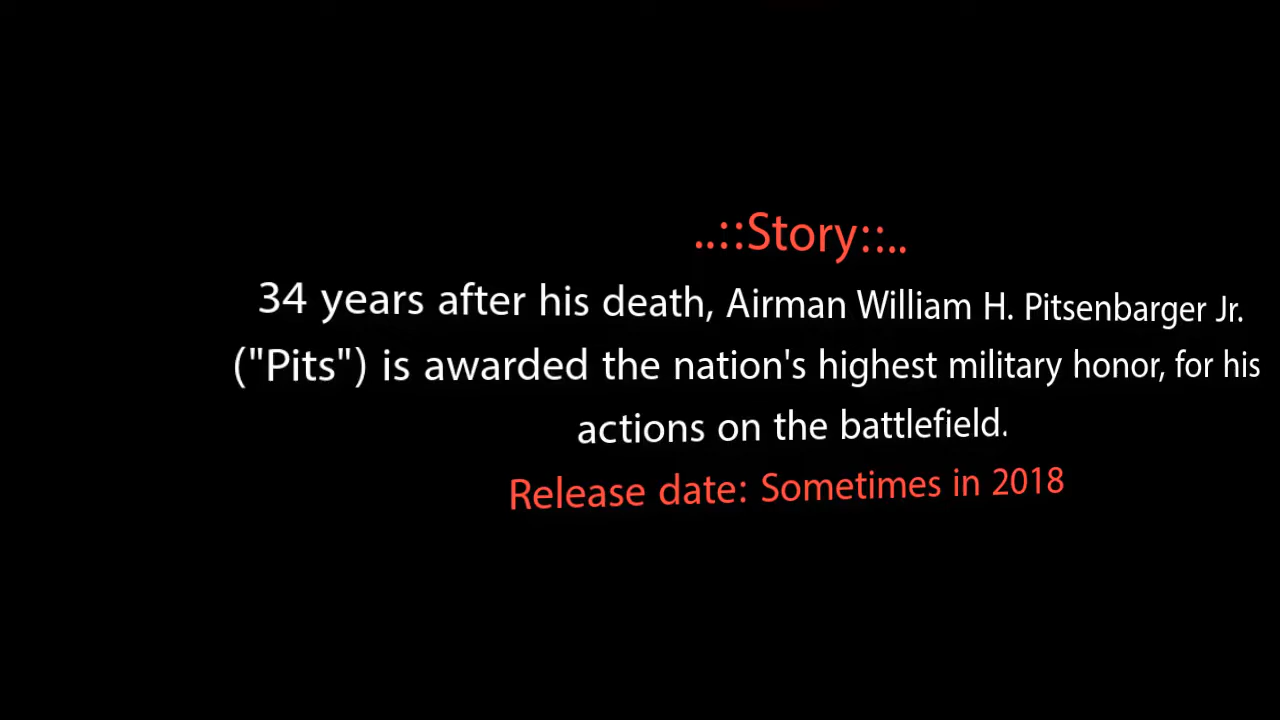 ..::Story::..
34 years after his death, Airman William H. Pitsenbarger Jr.
("Pits") is awarded the nation's highest military honor, for his
actions on the battlefield.
Release date: Sometimes in 2018